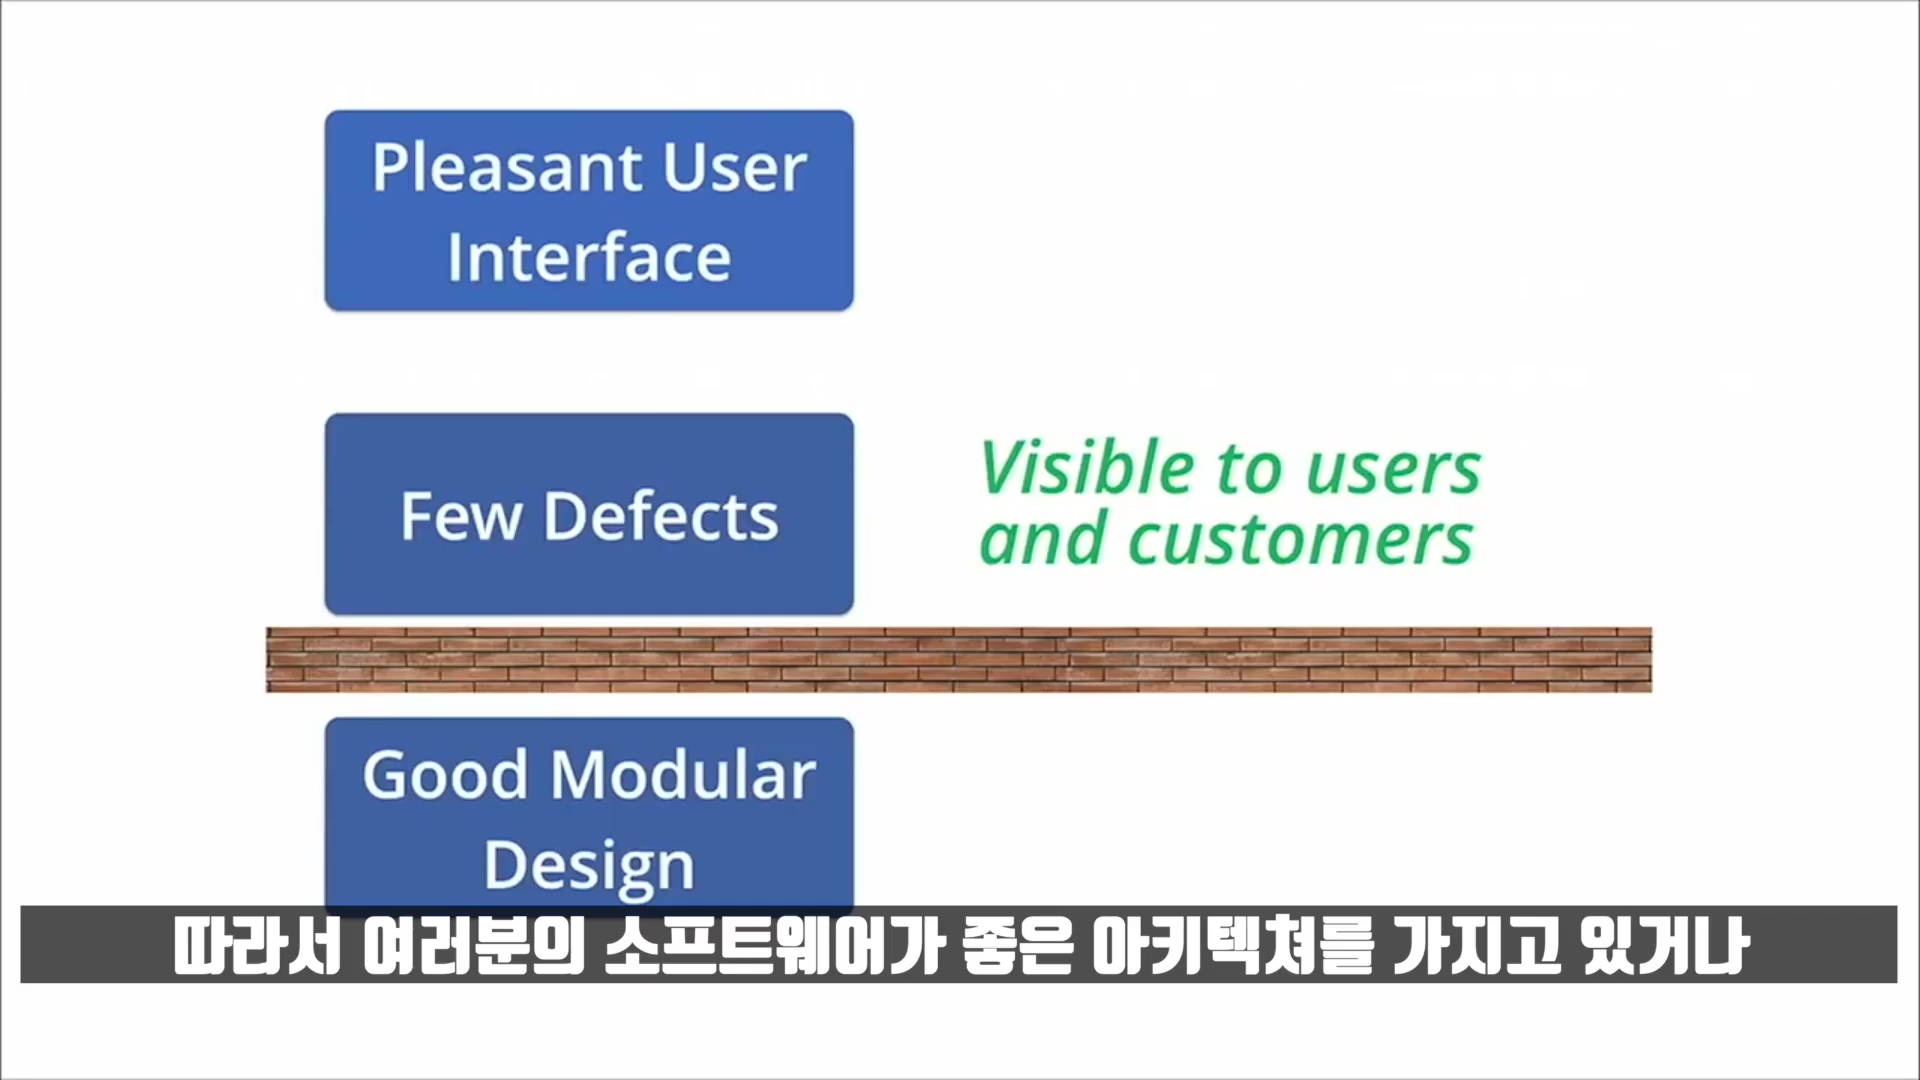 Pleasant User
Interface
Few Defects
Visible to users
and customers
Good Modular
Design
따라서 여러분의 소프트웨어가 좋은 아키텍쳐를 가지고 있거나